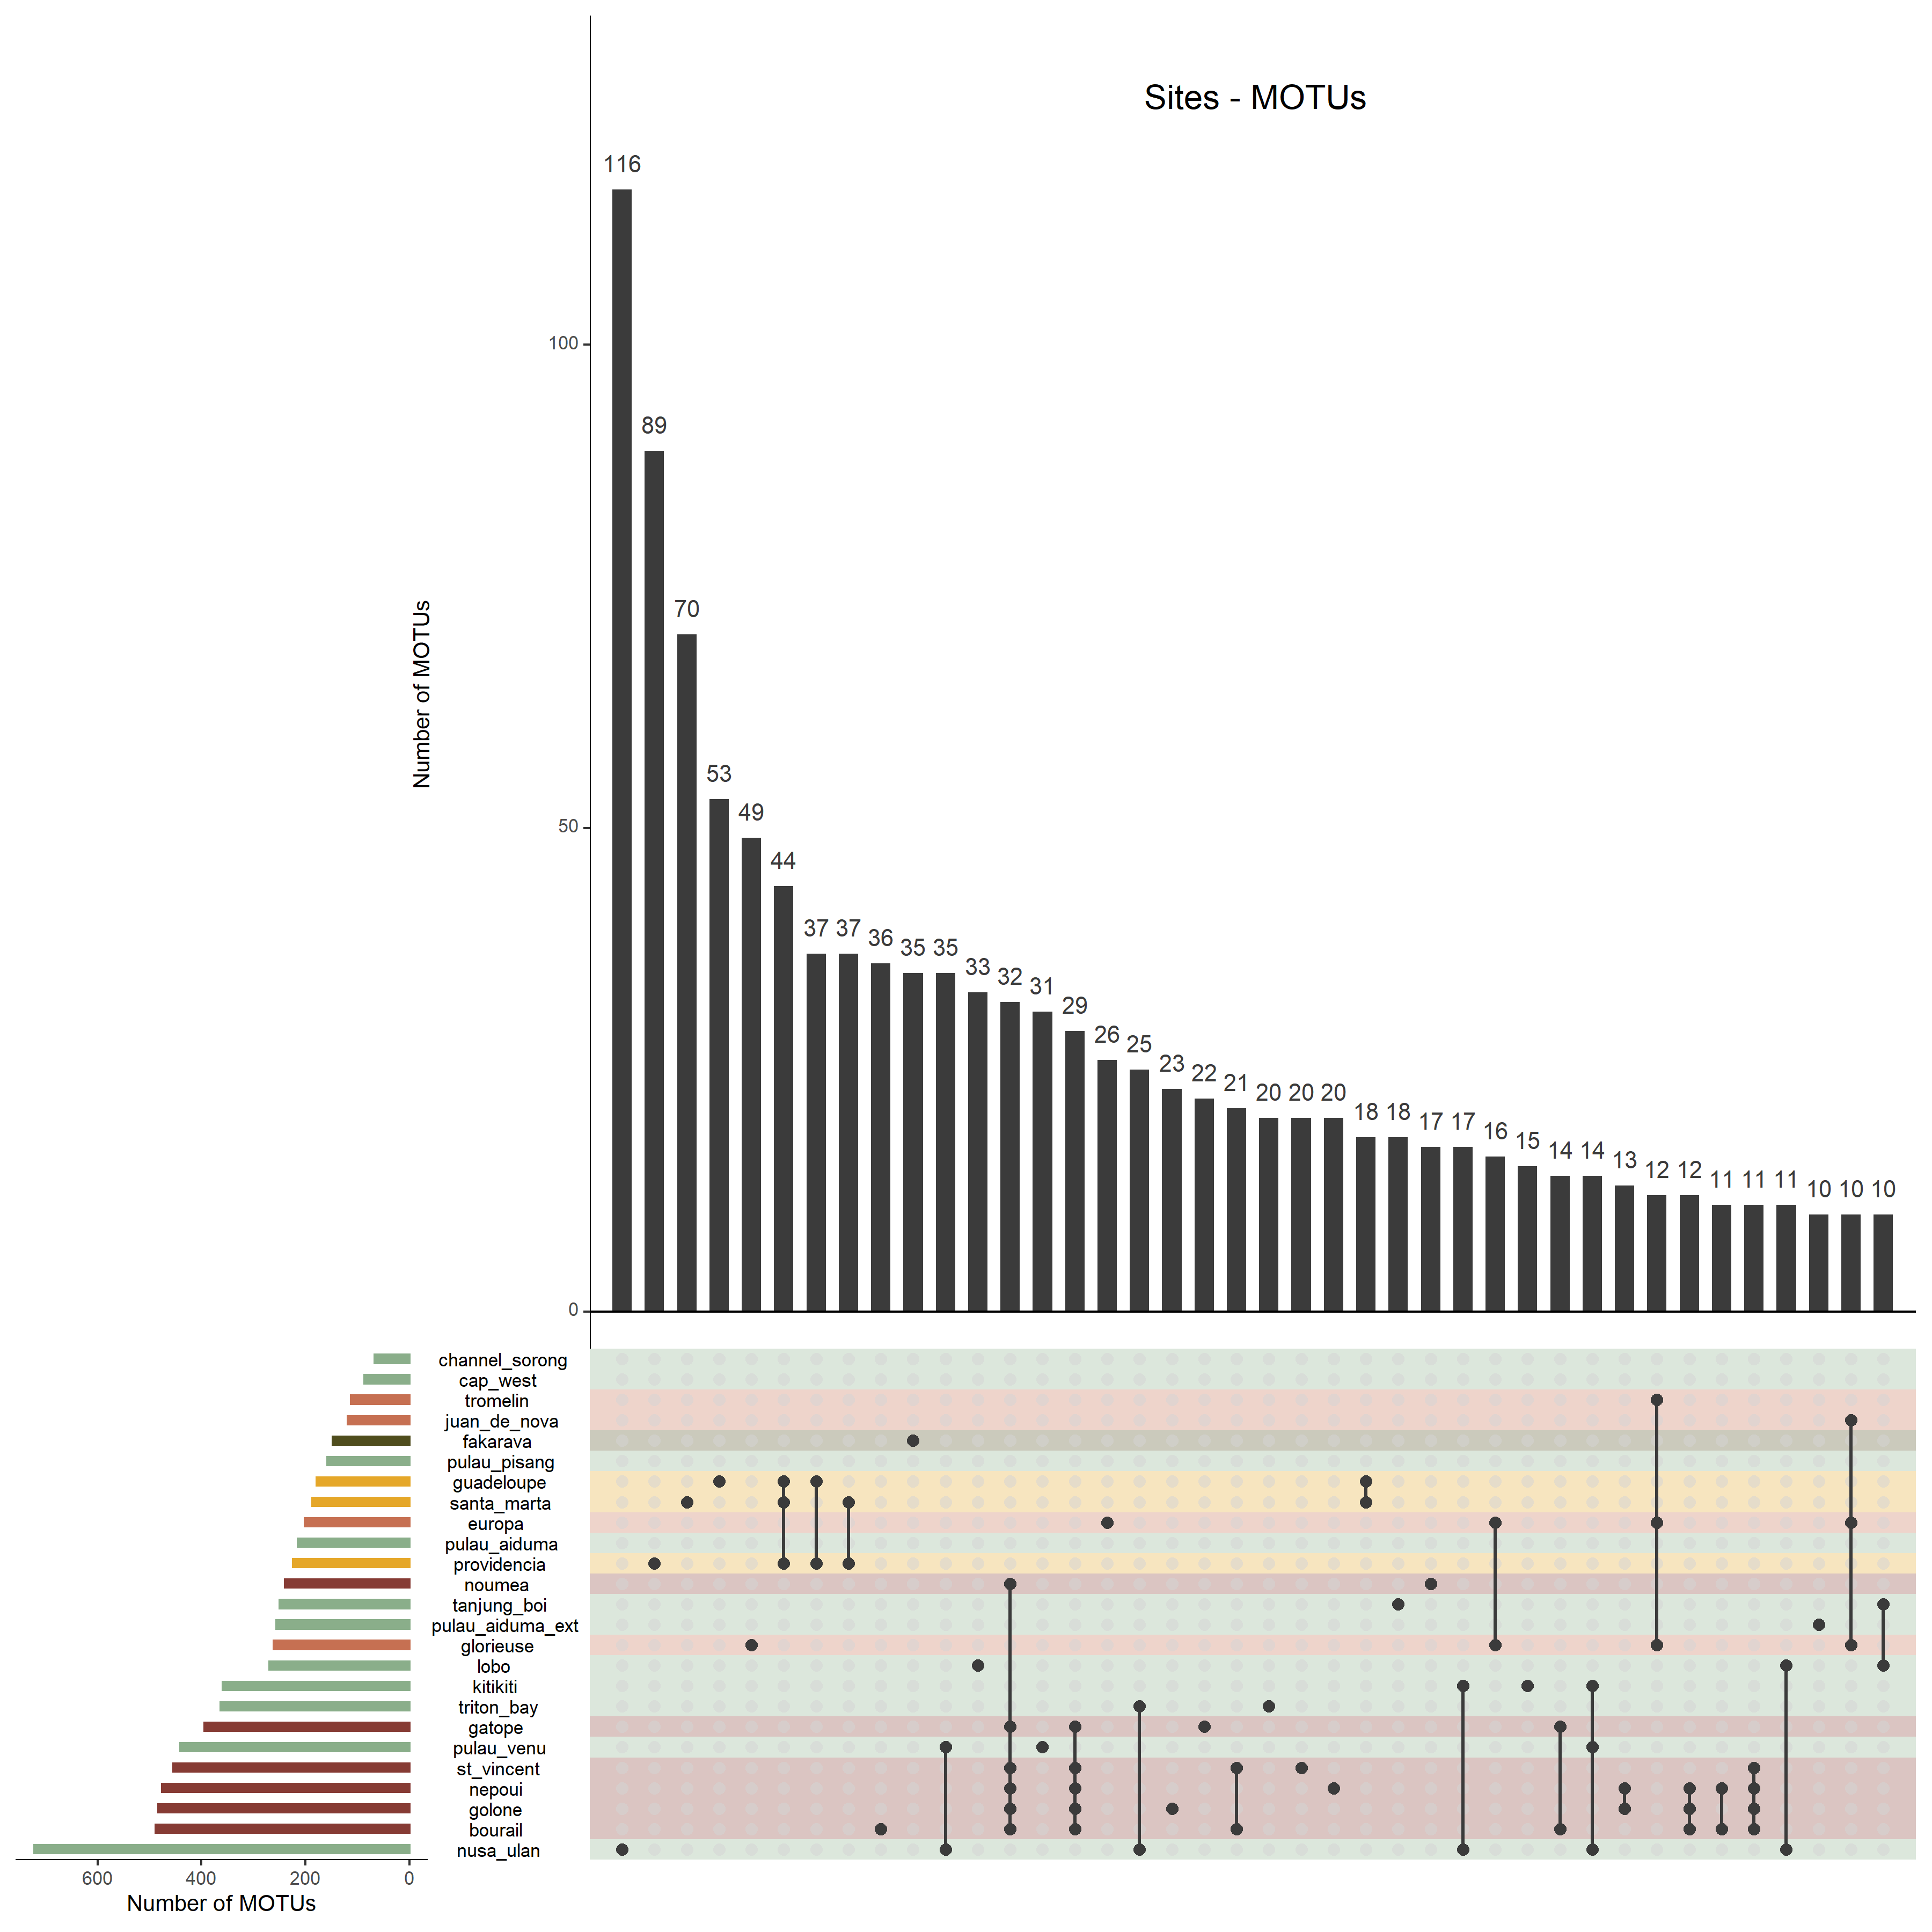 Sites - MOTUs
116
89
70
53
49
44
37 37 36 35 35 33 32 31 29 26 25 23 22 21 20 20 20 18 18 17 17 16 15 14 14 13 12 12 11 11 11 10 10 10
100
50
0
Number of MOTUs
channel_sorong
cap_west
tromelin
juan_de_nova
fakarava
pulau_pisang
guadeloupe
santa_marta
europa
pulau_aiduma
providencia
noumea
tanjung_boi
pulau_aiduma_ext
glorieuse
lobo
kitikiti
triton_bay
gatope
pulau_venu
st_vincent
nepoui
golone
bourail
nusa_ulan
600 400 200 0
Number of MOTUs